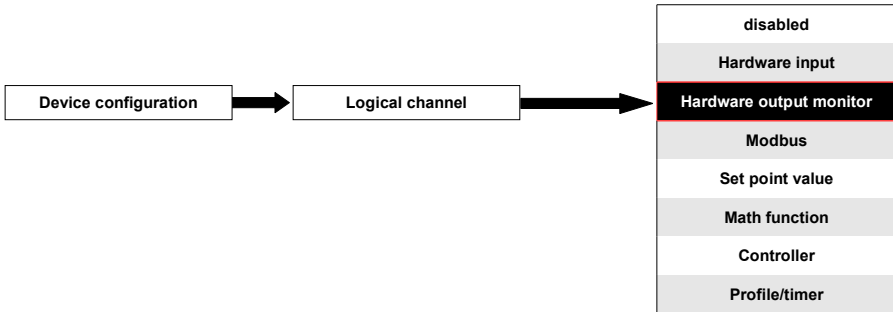 Device configuration
Logical channel
disabled
Hardware input
Hardware output monitor
Modbus
Set point value
Math function
Controller
Profile/timer